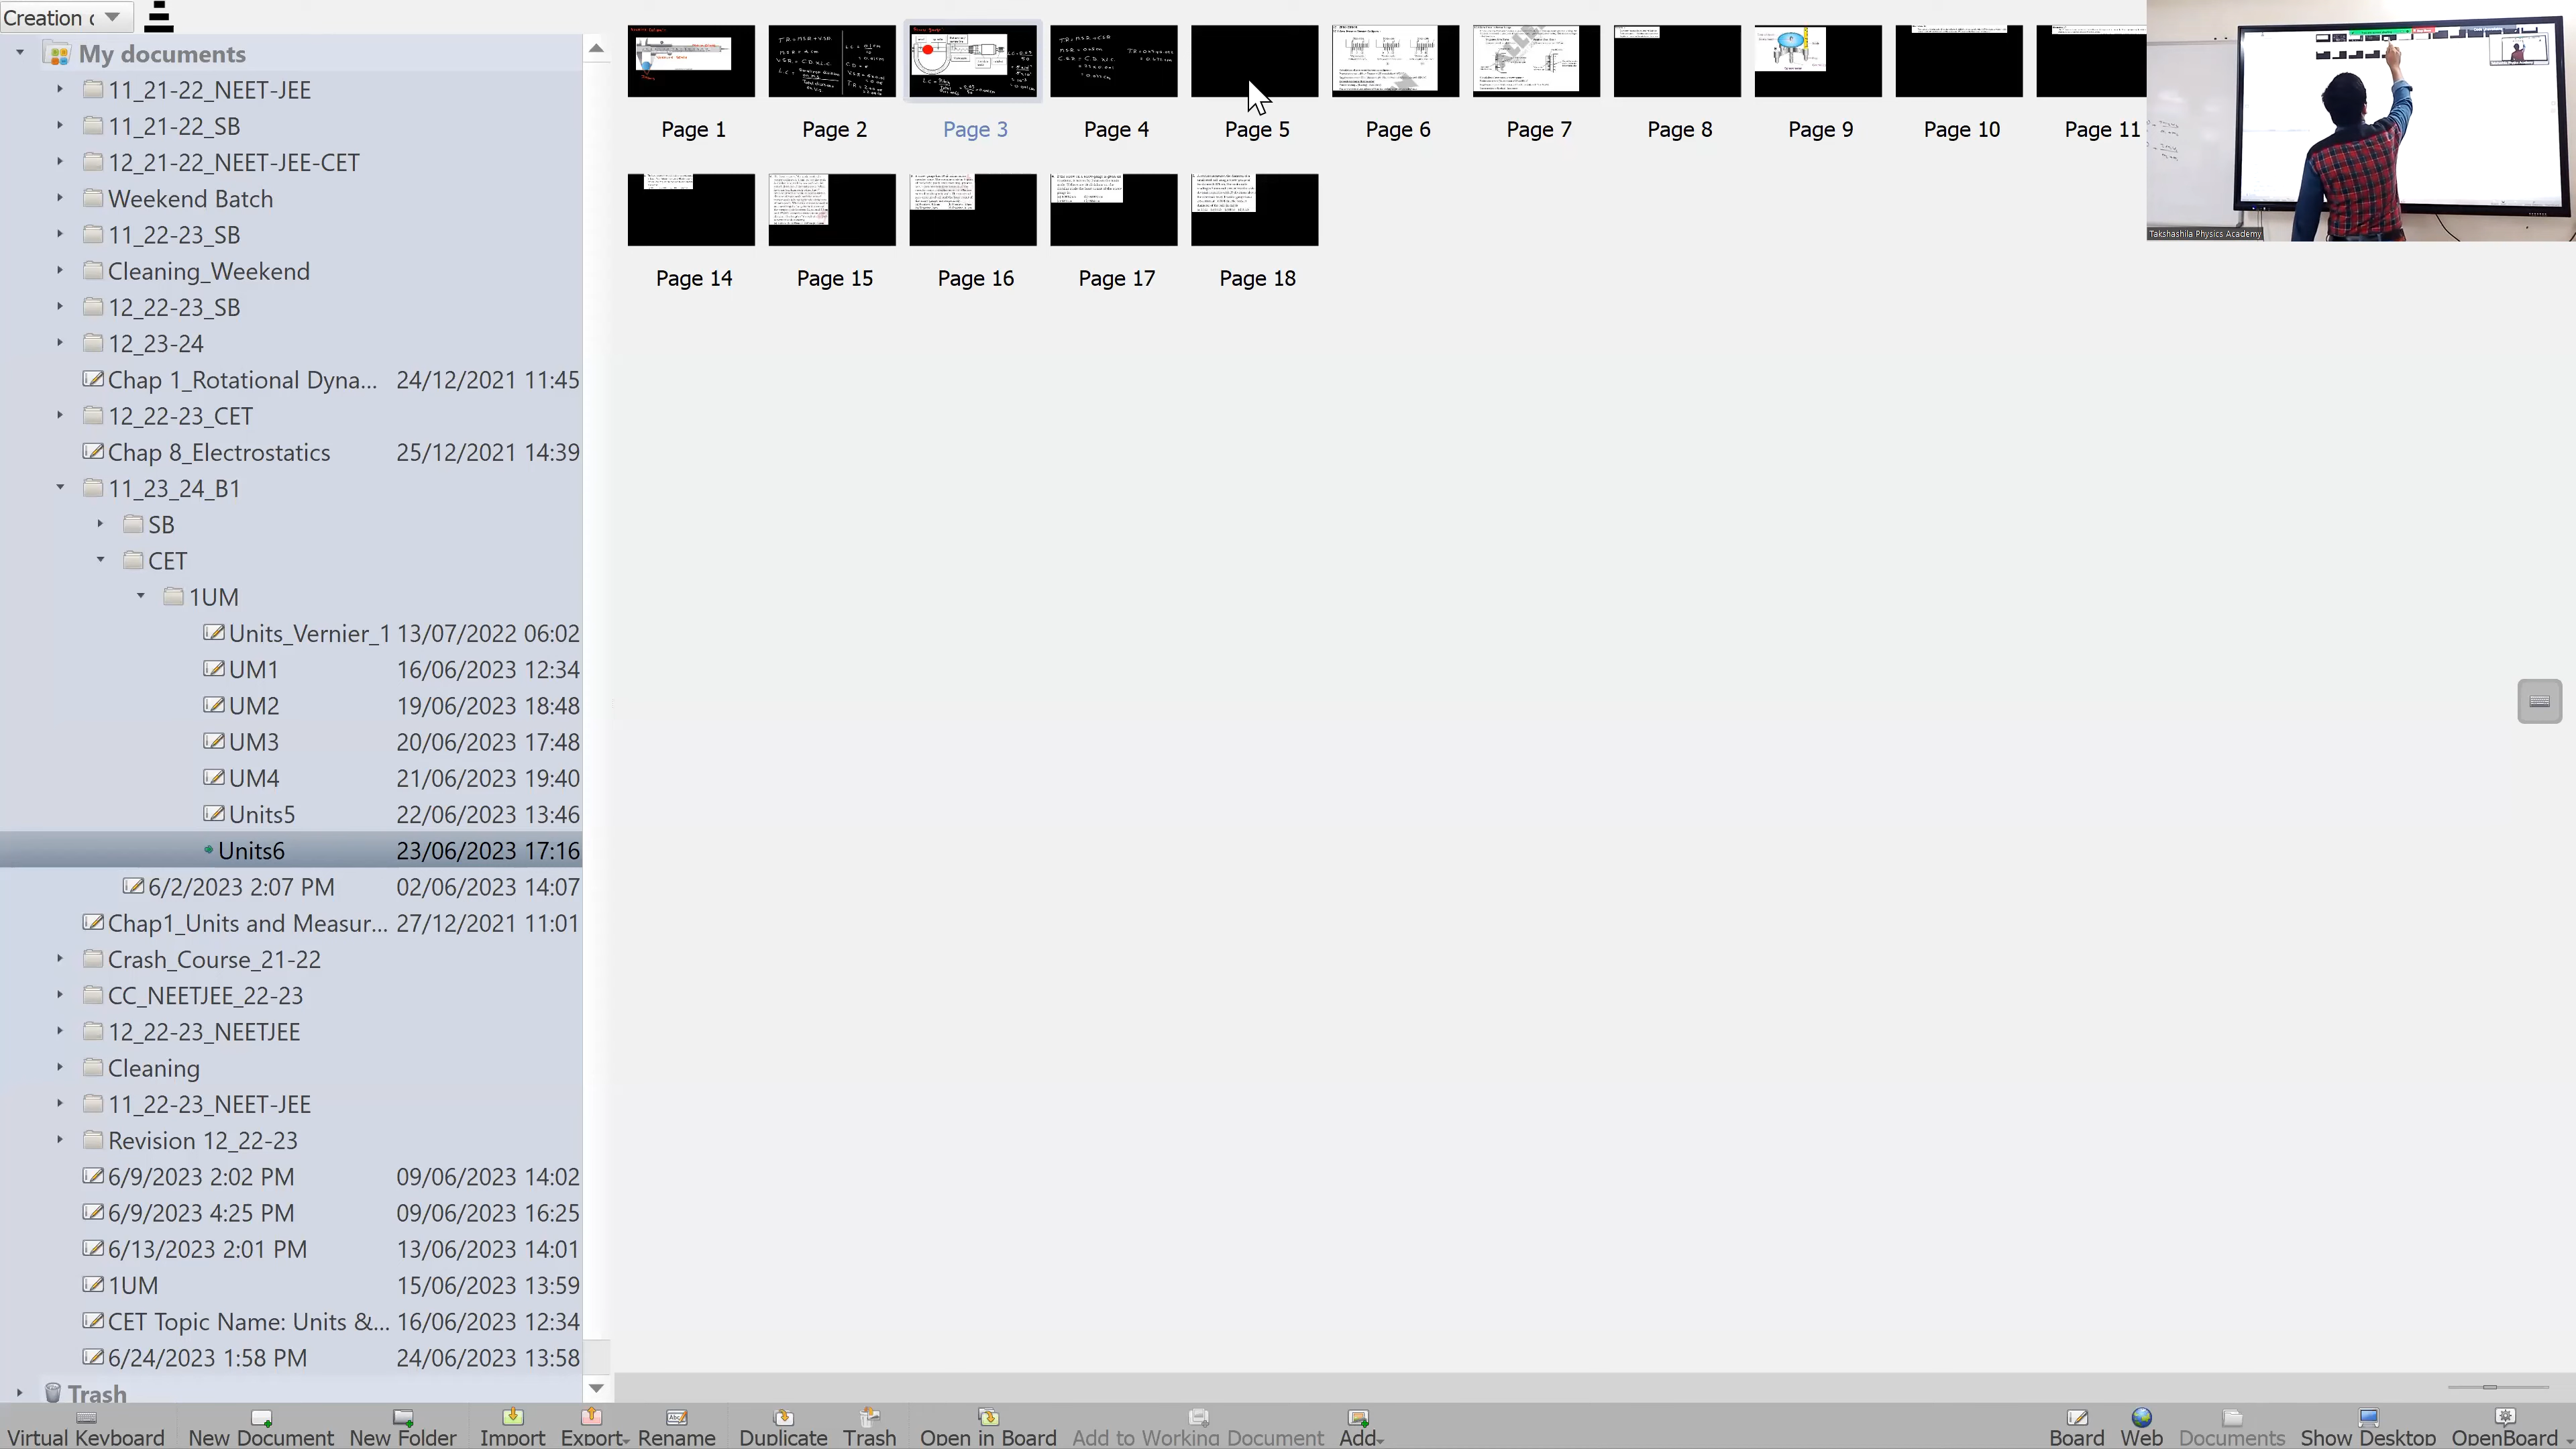 Creation
My documents
11_21-22_NEET-JEE
11_21-22_SB
12_21-22_NEET-JEE-CET
Weekend Batch
11_22-23_SB
Cleaning_Weekend
12_22-23_SB
12_23-24
Chap 1_Rotational Dyna... 24/12/2021 11:45
12_22-23_CET
Chap 8_Electrostatics 25/12/2021 14:39
11_23_24_B1
SB
CET
1UM
Units_Vernier_1 13/07/2022 06:02
UM1 16/06/2023 12:34
UM2 19/06/2023 18:48
UM3 20/06/2023 17:48
UM4 21/06/2023 19:40
Units5 22/06/2023 13:46
Units6 23/06/2023 17:16
6/2/2023 2:07 PM 02/06/2023 14:07
Chap1_Units and Measur... 27/12/2021 11:01
Crash_Course_21-22
CC_NEETJEE_22-23
12_22-23_NEETJEE
Cleaning
11_22-23_NEET-JEE
Revision 12_22-23
6/9/2023 2:02 PM 09/06/2023 14:02
6/9/2023 4:25 PM 09/06/2023 16:25
6/13/2023 2:01 PM 13/06/2023 14:01
1UM 15/06/2023 13:59
CET Topic Name: Units &... 16/06/2023 12:34
6/24/2023 1:58 PM 24/06/2023 13:58
Trash
Page 1 Page 2 Page 3 Page 4 Page 5 Page 6 Page 7 Page 8 Page 9 Page 10 Page 11
Page 14 Page 15 Page 16 Page 17 Page 18
Takshashila Physics Academy
Virtual Keyboard New Document New Folder Import Export Rename Duplicate Trash Open in Board Add to Working Document Add Board Web Documents Show Desktop OpenBoard